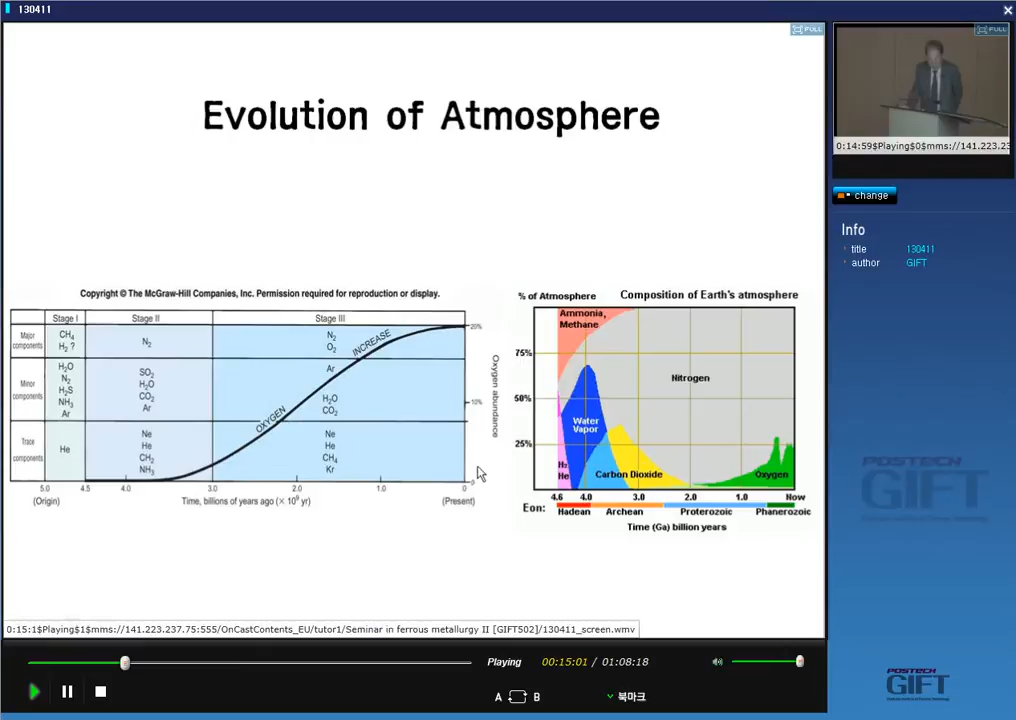 130411
FULL
Evolution of Atmosphere
Copyright © The McGraw-Hill Companies, Inc. Permission required for reproduction or display.
Stage I
Stage II
Stage III
Major components
CH4
H2 ?
N2
N2
O2
Minor components
H2O
N2
H2S
NH3
Ar
SO2
H2O
CO2
Ar
Ar
H2O
CO2
Trace components
He
Ne
He
CH2
NH3
Ne
He
CH4
Kr
OXYGEN
INCREASE
20%
10%
0
Oxygen abundance
5.0 4.5 4.0 3.0 2.0 1.0 0
(Origin) Time, billions of years ago (× 10⁹ yr) (Present)
% of Atmosphere Composition of Earth's atmosphere
Ammonia,
Methane
75%
50%
25%
Nitrogen
Water
Vapor
H2
He
Carbon Dioxide
Oxygen
4.6 4.0 3.0 2.0 1.0 Now
Eon: Hadean Archean Proterozoic Phanerozoic
Time (Ga) billion years
0:15:1$Playing$1$mms://141.223.237.75:555/OnCastContents_EU/tutor1/Seminar in ferrous metallurgy II [GIFT502]/130411_screen.wmv
Playing 00:15:01 / 01:08:18
A B 북마크
FULL
0:14:59$Playing$0$mms://141.223.23
change
Info
title 130411
author GIFT
POSTECH
GIFT
POSTECH
GIFT